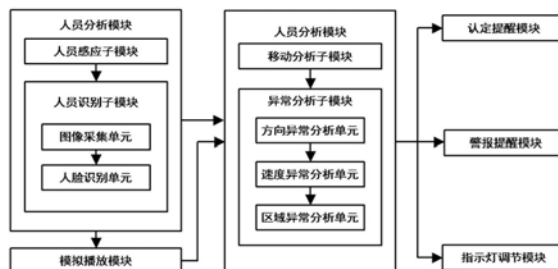 人员分析模块
人员感应子模块
人员识别子模块
图像采集单元
人脸识别单元
模拟播放模块
人员分析模块
移动分析子模块
异常分析子模块
方向异常分析单元
速度异常分析单元
区域异常分析单元
认定提醒模块
警报提醒模块
指示灯调节模块